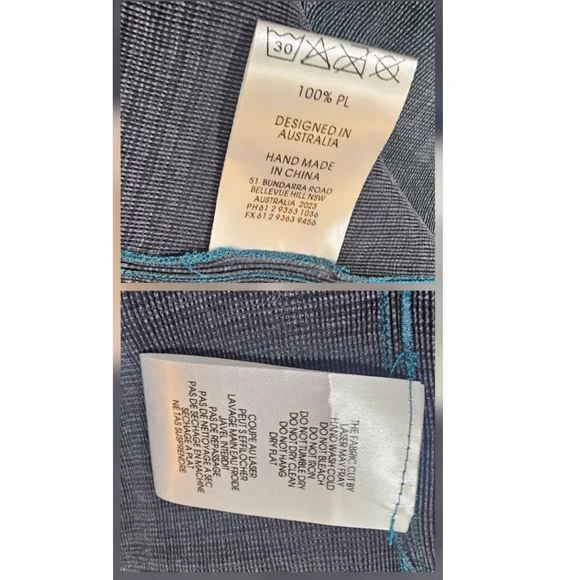 30
100% PL
DESIGNED IN
AUSTRALIA
HAND MADE
IN CHINA
51 BUNDARRA ROAD
BELLEVUE HILL NSW
AUSTRALIA 2023
PH 61 2 9363 1036
FX 61 2 9363 9456
THE FABRIC CUT BY
LASER MAY FRAY
HAND WASH COLD
DO NOT BLEACH
DO NOT IRON
DO NOT TUMBLE DRY
DO NOT DRY CLEAN
DO NOT HANG
DRY FLAT
COUPE AU LASER
PEUT S EFFILOCHER
LAVAGE MAIN EAU FROIDE
JAVEL INTERDIT
PAS DE REPASSAGE
PAS DE NETTOYAGE A SEC
PAS DE SECHAGE EN MACHINE
SECHAGE A PLAT
NE TAS SUSPENDRE